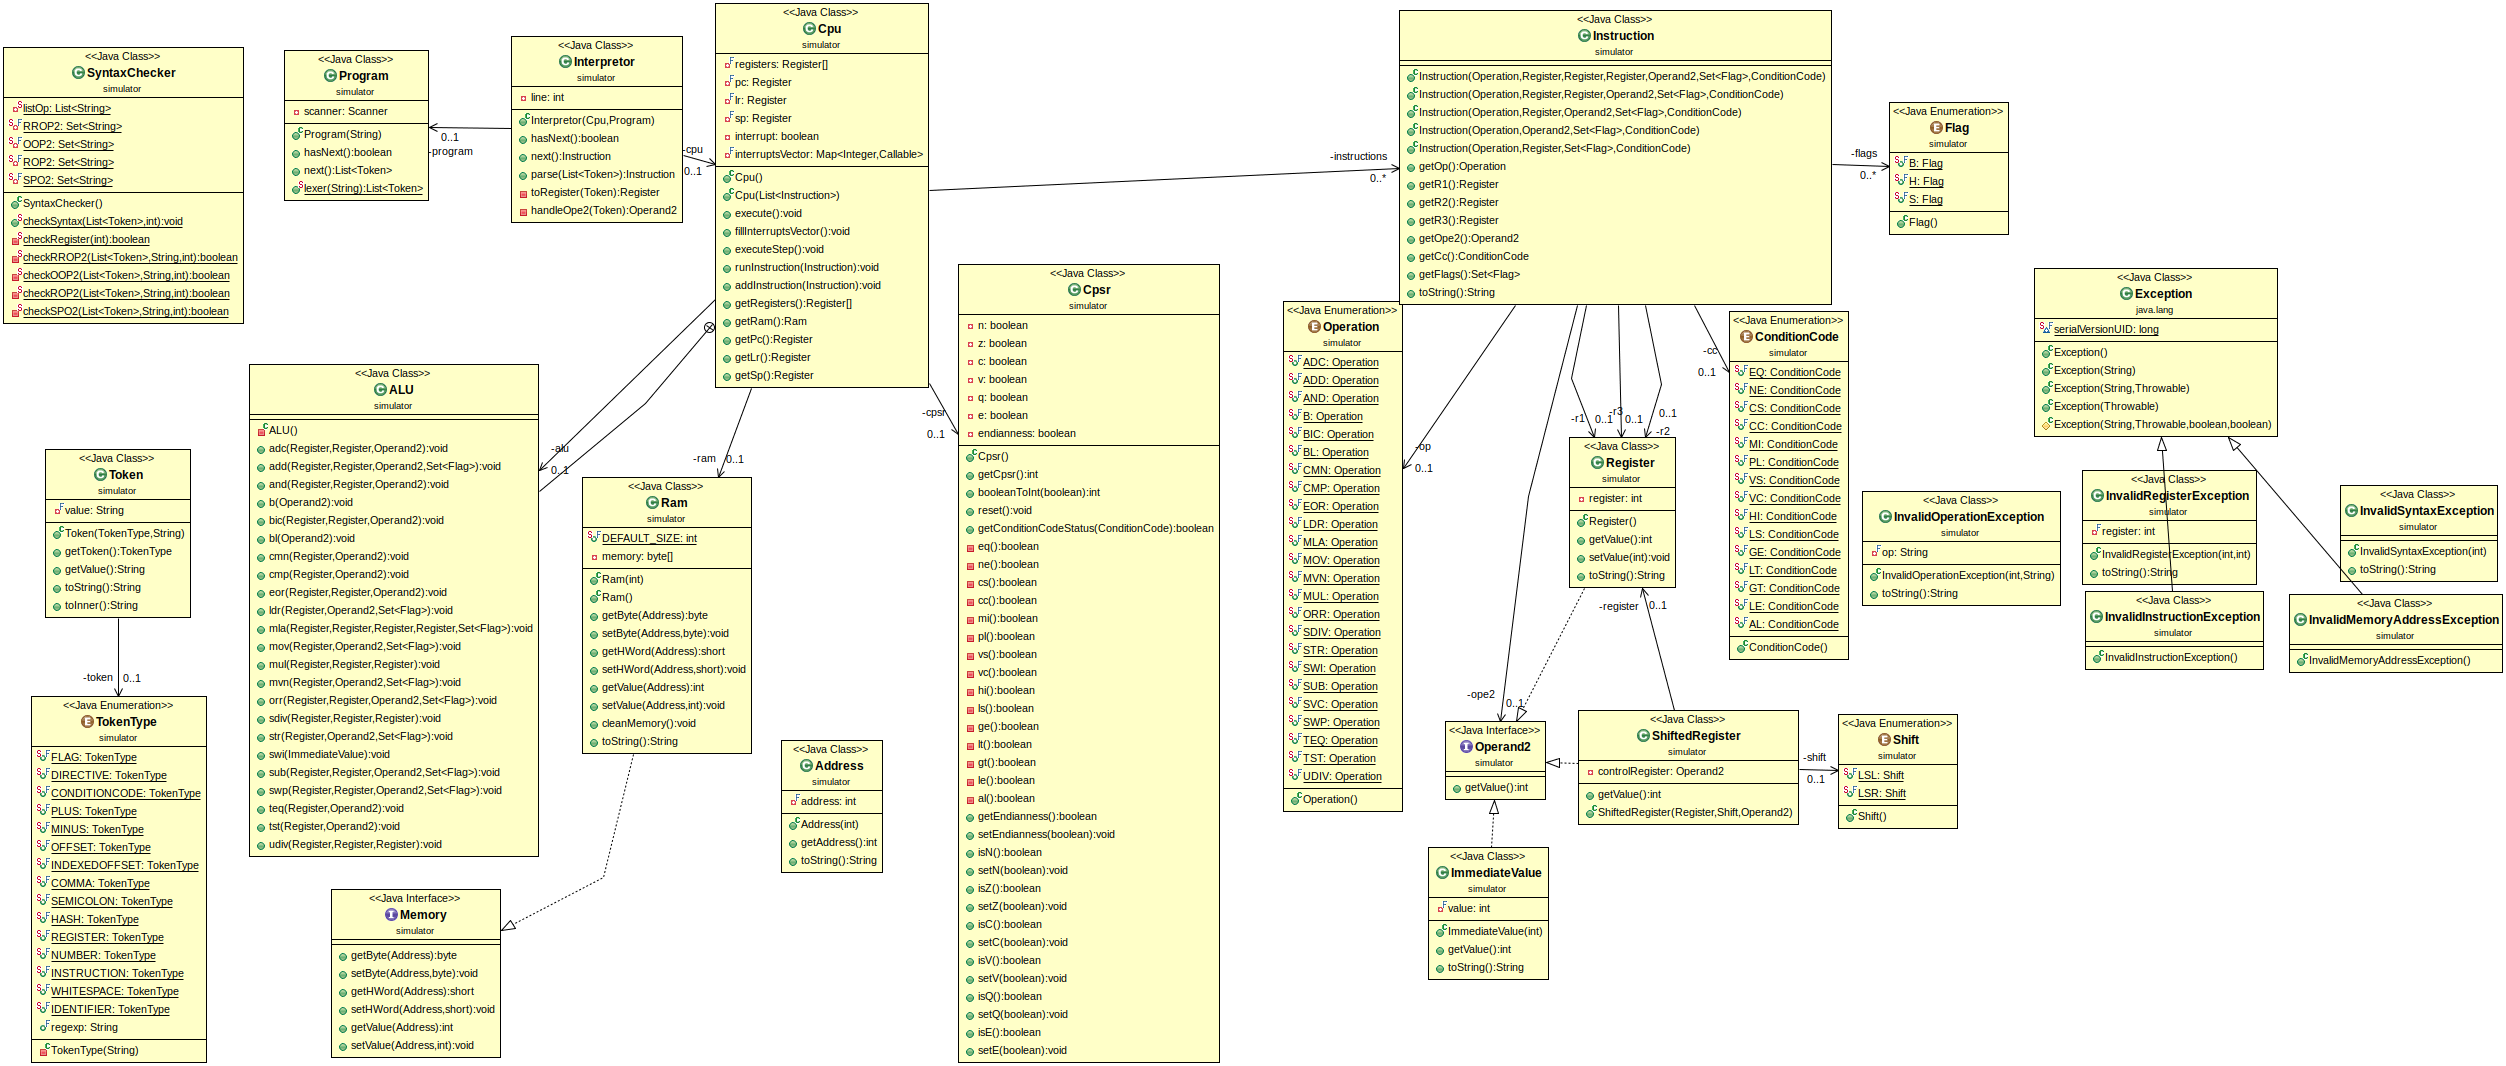 <<Java Class>>
SyntaxChecker
simulator
listOp: List<String>
RROP2: Set<String>
OOP2: Set<String>
ROP2: Set<String>
SPO2: Set<String>
SyntaxChecker()
checkSyntax(List<Token>,int):void
checkRegister(int):boolean
checkRROP2(List<Token>,String,int):boolean
checkOOP2(List<Token>,String,int):boolean
checkROP2(List<Token>,String,int):boolean
checkSPO2(List<Token>,String,int):boolean
<<Java Class>>
Program
simulator
scanner: Scanner
Program(String)
hasNext():boolean
next():List<Token>
lexer(String):List<Token>
0..1
-program
<<Java Class>>
Interpretor
simulator
line: int
Interpretor(Cpu,Program)
hasNext():boolean
next():Instruction
parse(List<Token>):Instruction
toRegister(Token):Register
handleOpe2(Token):Operand2
-cpu
0..1
<<Java Class>>
Cpu
simulator
registers: Register[]
pc: Register
lr: Register
sp: Register
interrupt: boolean
interruptsVector: Map<Integer,Callable>
Cpu()
Cpu(List<Instruction>)
execute():void
fillInterruptsVector():void
executeStep():void
runInstruction(Instruction):void
addInstruction(Instruction):void
getRegisters():Register[]
getRam():Ram
getPc():Register
getLr():Register
getSp():Register
-instructions
0..*
<<Java Class>>
Instruction
simulator
Instruction(Operation,Register,Register,Register,Operand2,Set<Flag>,ConditionCode)
Instruction(Operation,Register,Register,Operand2,Set<Flag>,ConditionCode)
Instruction(Operation,Register,Operand2,Set<Flag>,ConditionCode)
Instruction(Operation,Operand2,Set<Flag>,ConditionCode)
Instruction(Operation,Register,Set<Flag>,ConditionCode)
getOp():Operation
getR1():Register
getR2():Register
getR3():Register
getOpe2():Operand2
getCc():ConditionCode
getFlags():Set<Flag>
toString():String
-flags
0..*
<<Java Enumeration>>
Flag
simulator
B: Flag
H: Flag
S: Flag
Flag()
<<Java Class>>
ALU
simulator
ALU()
adc(Register,Register,Operand2):void
add(Register,Register,Operand2,Set<Flag>):void
and(Register,Register,Operand2):void
b(Operand2):void
bic(Register,Register,Operand2):void
bl(Operand2):void
cmn(Register,Operand2):void
cmp(Register,Operand2):void
eor(Register,Register,Operand2):void
ldr(Register,Operand2,Set<Flag>):void
mla(Register,Register,Register,Register,Set<Flag>):void
mov(Register,Operand2,Set<Flag>):void
mul(Register,Register,Register):void
mvn(Register,Operand2,Set<Flag>):void
orr(Register,Register,Operand2,Set<Flag>):void
sdiv(Register,Register,Register):void
str(Register,Operand2,Set<Flag>):void
swi(ImmediateValue):void
sub(Register,Register,Operand2,Set<Flag>):void
swp(Register,Register,Operand2,Set<Flag>):void
teq(Register,Operand2):void
tst(Register,Operand2):void
udiv(Register,Register,Register):void
-alu
0..1
-ram
0..1
-cpsr
0..1
<<Java Class>>
Ram
simulator
DEFAULT_SIZE: int
memory: byte[]
Ram(int)
Ram()
getByte(Address):byte
setByte(Address,byte):void
getHWord(Address):short
setHWord(Address,short):void
getValue(Address):int
setValue(Address,int):void
cleanMemory():void
toString():String
<<Java Class>>
Cpsr
simulator
n: boolean
z: boolean
c: boolean
v: boolean
q: boolean
e: boolean
endianness: boolean
Cpsr()
getCpsr():int
booleanToInt(boolean):int
reset():void
getConditionCodeStatus(ConditionCode):boolean
eq():boolean
ne():boolean
cs():boolean
cc():boolean
mi():boolean
pl():boolean
vs():boolean
vc():boolean
hi():boolean
ls():boolean
ge():boolean
lt():boolean
gt():boolean
le():boolean
al():boolean
getEndianness():boolean
setEndianness(boolean):void
isN():boolean
setN(boolean):void
isZ():boolean
setZ(boolean):void
isC():boolean
setC(boolean):void
isV():boolean
setV(boolean):void
isQ():boolean
setQ(boolean):void
isE():boolean
setE(boolean):void
<<Java Class>>
Token
simulator
value: String
Token(TokenType,String)
getToken():TokenType
getValue():String
toString():String
toInner():String
-token
0..1
<<Java Enumeration>>
TokenType
simulator
FLAG: TokenType
DIRECTIVE: TokenType
CONDITIONCODE: TokenType
PLUS: TokenType
MINUS: TokenType
OFFSET: TokenType
INDEXEDOFFSET: TokenType
COMMA: TokenType
SEMICOLON: TokenType
HASH: TokenType
REGISTER: TokenType
NUMBER: TokenType
INSTRUCTION: TokenType
WHITESPACE: TokenType
IDENTIFIER: TokenType
regexp: String
TokenType(String)
<<Java Interface>>
Memory
simulator
getByte(Address):byte
setByte(Address,byte):void
getHWord(Address):short
setHWord(Address,short):void
getValue(Address):int
setValue(Address,int):void
<<Java Class>>
Address
simulator
address: int
Address(int)
getAddress():int
toString():String
<<Java Enumeration>>
Operation
simulator
ADC: Operation
ADD: Operation
AND: Operation
B: Operation
BIC: Operation
BL: Operation
CMN: Operation
CMP: Operation
EOR: Operation
LDR: Operation
MLA: Operation
MOV: Operation
MVN: Operation
MUL: Operation
ORR: Operation
SDIV: Operation
STR: Operation
SWI: Operation
SUB: Operation
SVC: Operation
SWP: Operation
TEQ: Operation
TST: Operation
UDIV: Operation
Operation()
-op
0..1
-r1
0..1
-r3
0..1
0..1
-r2
-cc
0..1
<<Java Class>>
Register
simulator
register: int
Register()
getValue():int
setValue(int):void
toString():String
-register
0..1
<<Java Enumeration>>
ConditionCode
simulator
EQ: ConditionCode
NE: ConditionCode
CS: ConditionCode
CC: ConditionCode
MI: ConditionCode
PL: ConditionCode
VS: ConditionCode
VC: ConditionCode
HI: ConditionCode
LS: ConditionCode
GE: ConditionCode
LT: ConditionCode
GT: ConditionCode
LE: ConditionCode
AL: ConditionCode
ConditionCode()
-ope2
0..1
<<Java Interface>>
Operand2
simulator
getValue():int
<<Java Class>>
ShiftedRegister
simulator
controlRegister: Operand2
getValue():int
ShiftedRegister(Register,Shift,Operand2)
-shift
0..1
<<Java Enumeration>>
Shift
simulator
LSL: Shift
LSR: Shift
Shift()
<<Java Class>>
ImmediateValue
simulator
value: int
ImmediateValue(int)
getValue():int
toString():String
<<Java Class>>
Exception
java.lang
serialVersionUID: long
Exception()
Exception(String)
Exception(String,Throwable)
Exception(Throwable)
Exception(String,Throwable,boolean,boolean)
<<Java Class>>
InvalidOperationException
simulator
op: String
InvalidOperationException(int,String)
toString():String
<<Java Class>>
InvalidRegisterException
simulator
register: int
InvalidRegisterException(int,int)
toString():String
<<Java Class>>
InvalidSyntaxException
simulator
InvalidSyntaxException(int)
toString():String
<<Java Class>>
InvalidInstructionException
simulator
InvalidInstructionException()
<<Java Class>>
InvalidMemoryAddressException
simulator
InvalidMemoryAddressException()